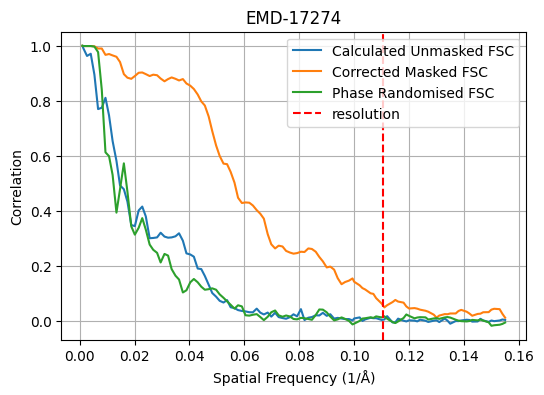 EMD-17274
Calculated Unmasked FSC
Corrected Masked FSC
Phase Randomised FSC
resolution
Correlation
1.0
0.8
0.6
0.4
0.2
0.0
0.00 0.02 0.04 0.06 0.08 0.10 0.12 0.14 0.16
Spatial Frequency (1/Å)